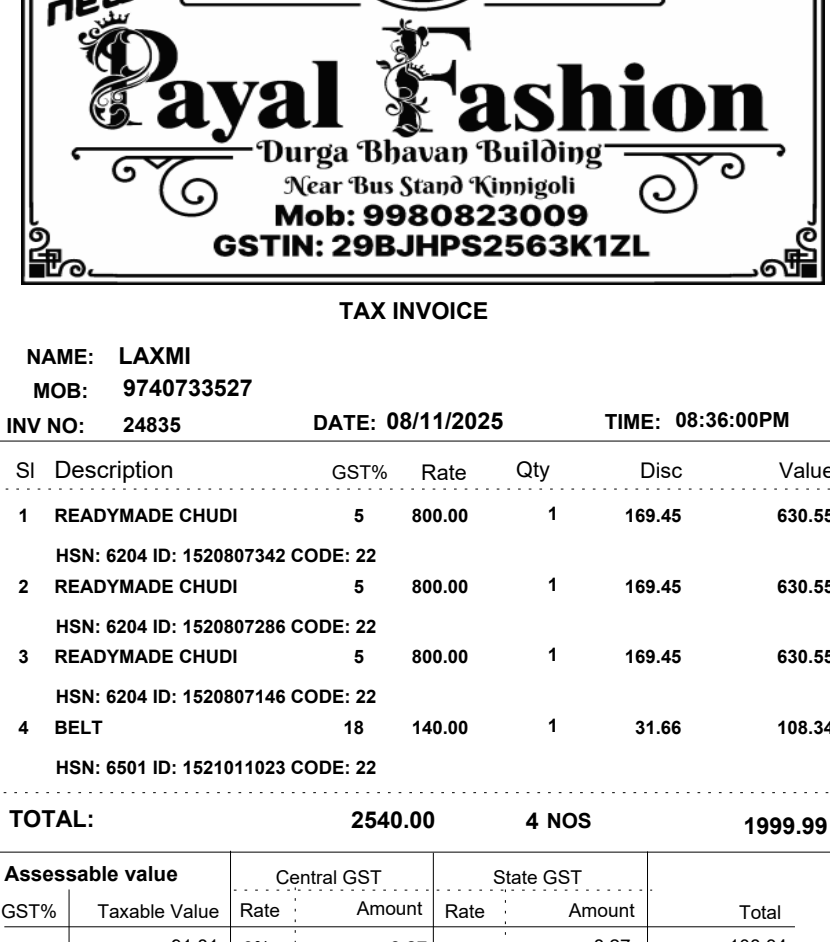 new
Payal Fashion
Durga Bhavan Building
Near Bus Stand Kinnigoli
Mob: 9980823009
GSTIN: 29BJHPS2563K1ZL
TAX INVOICE
NAME: LAXMI
MOB: 9740733527
INV NO: 24835 DATE: 08/11/2025 TIME: 08:36:00PM
Sl Description GST% Rate Qty Disc Value
1 READYMADE CHUDI 5 800.00 1 169.45 630.55
HSN: 6204 ID: 1520807342 CODE: 22
2 READYMADE CHUDI 5 800.00 1 169.45 630.55
HSN: 6204 ID: 1520807286 CODE: 22
3 READYMADE CHUDI 5 800.00 1 169.45 630.55
HSN: 6204 ID: 1520807146 CODE: 22
4 BELT 18 140.00 1 31.66 108.34
HSN: 6501 ID: 1521011023 CODE: 22
TOTAL: 2540.00 4 NOS 1999.99
Assessable value Central GST State GST
GST% Taxable Value Rate Amount Rate Amount Total